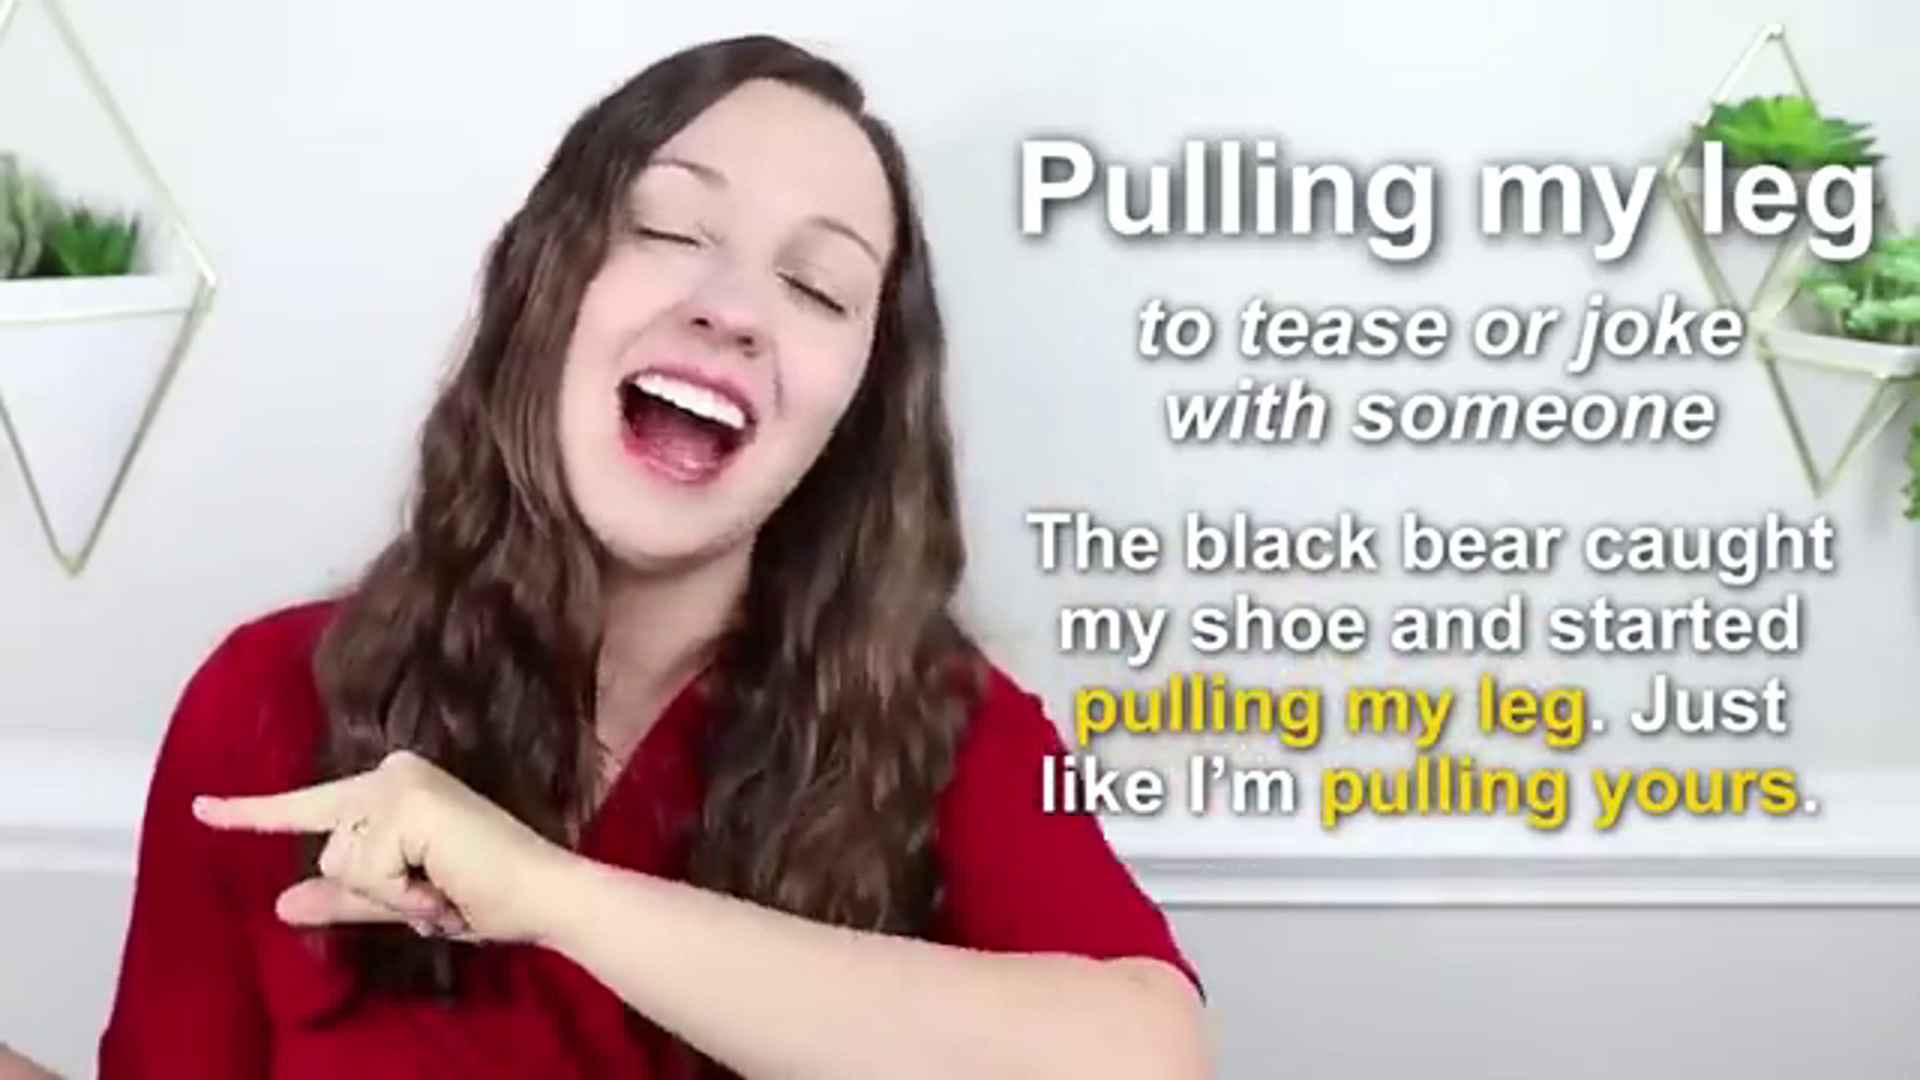 Pulling my leg
to tease or joke
with someone
The black bear caught
my shoe and started
pulling my leg. Just
like I’m pulling yours.